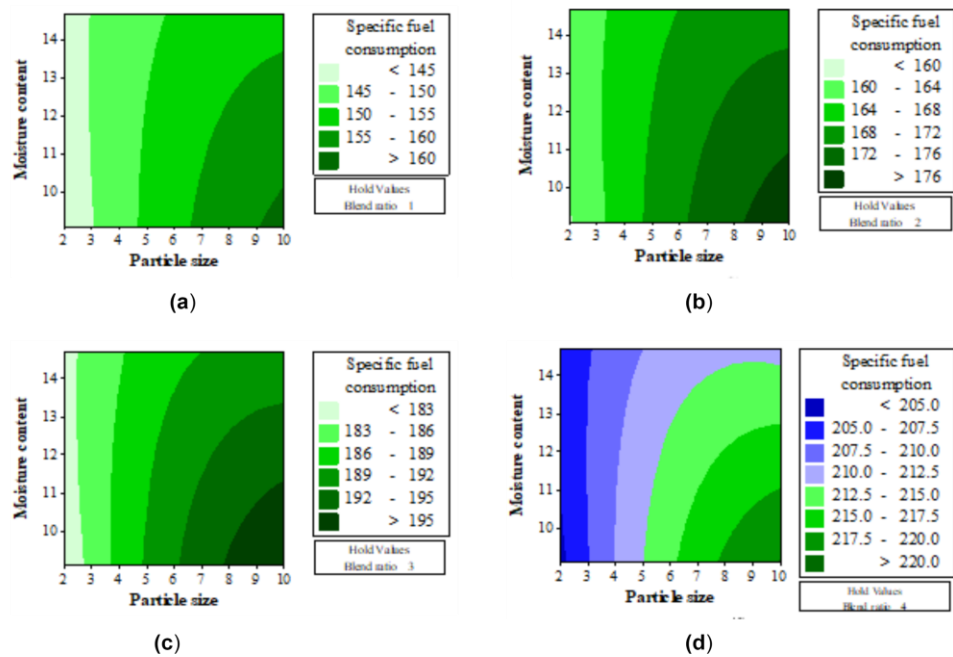 Specific fuel
consumption
< 145
145 - 150
150 - 155
155 - 160
> 160
Hold Values
Blend ratio 1
Moisture content
14
13
12
11
10
2 3 4 5 6 7 8 9 10
Particle size
(a)
Specific fuel
consumption
< 160
160 - 164
164 - 168
168 - 172
172 - 176
> 176
Hold Values
Blend ratio 2
Moisture content
14
13
12
11
10
2 3 4 5 6 7 8 9 10
Particle size
(b)
Specific fuel
consumption
< 183
183 - 186
186 - 189
189 - 192
192 - 195
> 195
Hold Values
Blend ratio 3
Moisture content
14
13
12
11
10
2 3 4 5 6 7 8 9 10
Particle size
(c)
Specific fuel
consumption
< 205.0
205.0 - 207.5
207.5 - 210.0
210.0 - 212.5
212.5 - 215.0
215.0 - 217.5
217.5 - 220.0
> 220.0
Hold Values
Blend ratio 4
Moisture content
14
13
12
11
10
2 3 4 5 6 7 8 9 10
Particle size
(d)